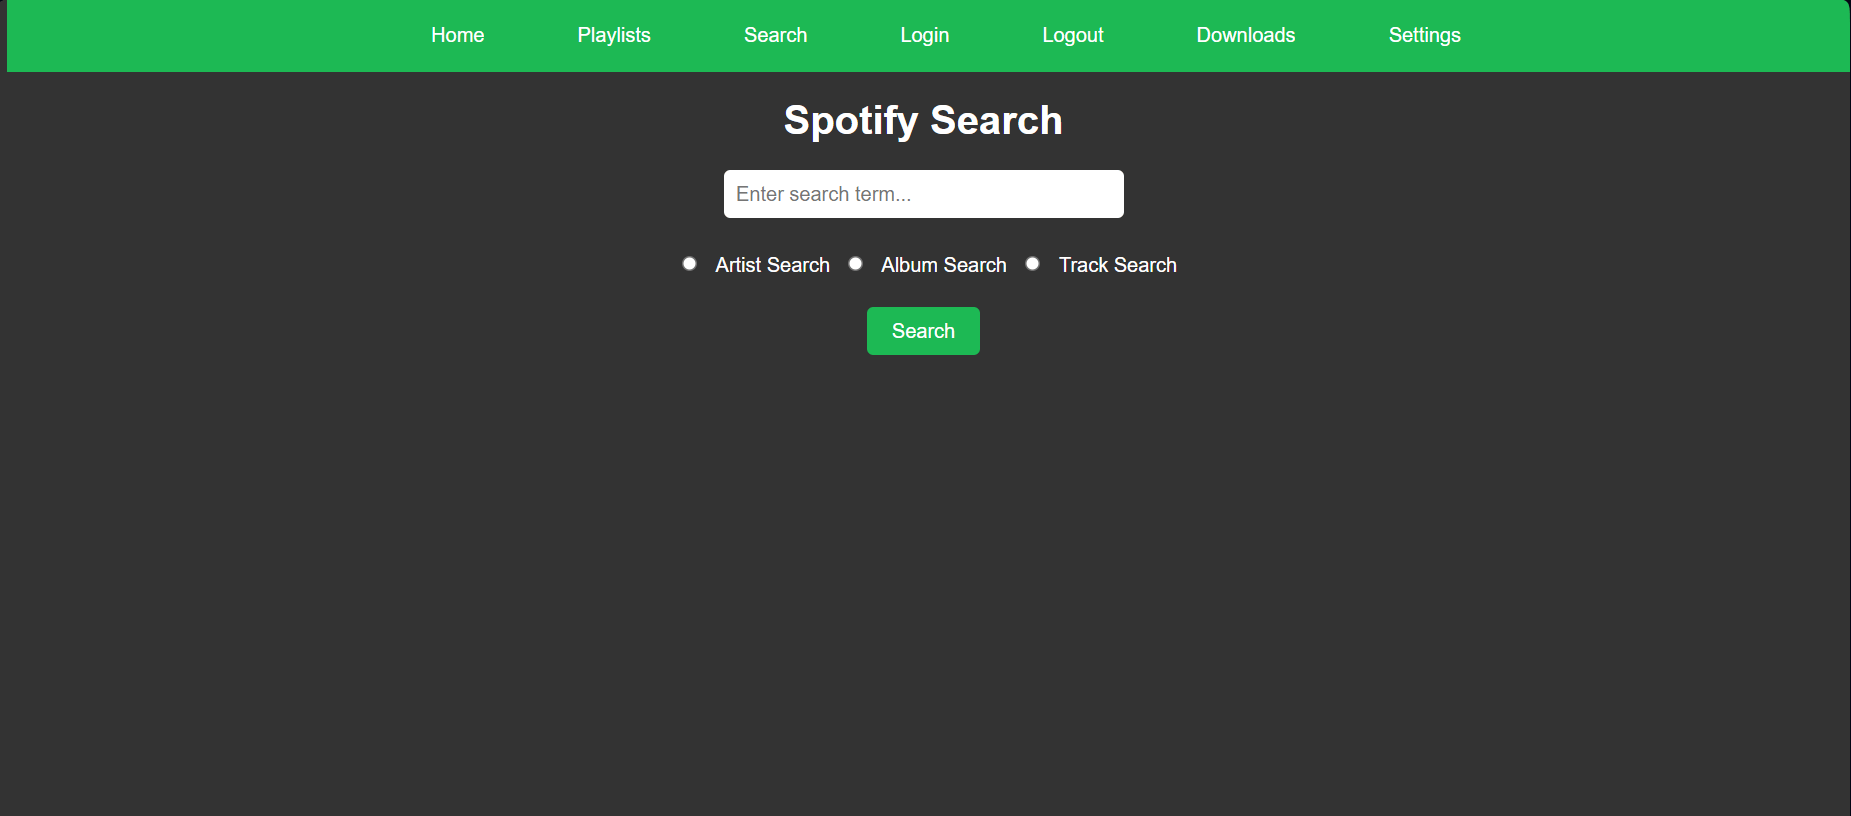 Home Playlists Search Login Logout Downloads Settings
Spotify Search
Enter search term...
Artist Search Album Search Track Search
Search